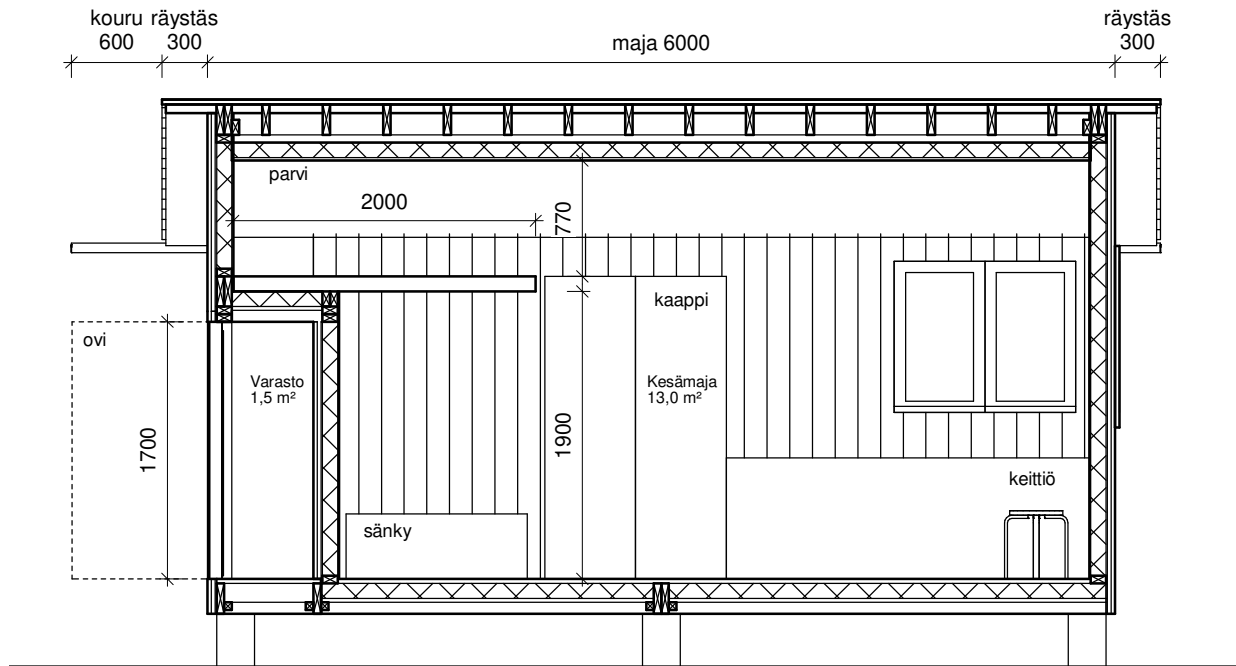 kouru räystäs
600 300
maja 6000
räystäs
300
parvi
2000
770
kaappi
ovi
Varasto
1,5 m²
Kesämaja
13,0 m²
1700
1900
keittiö
sänky